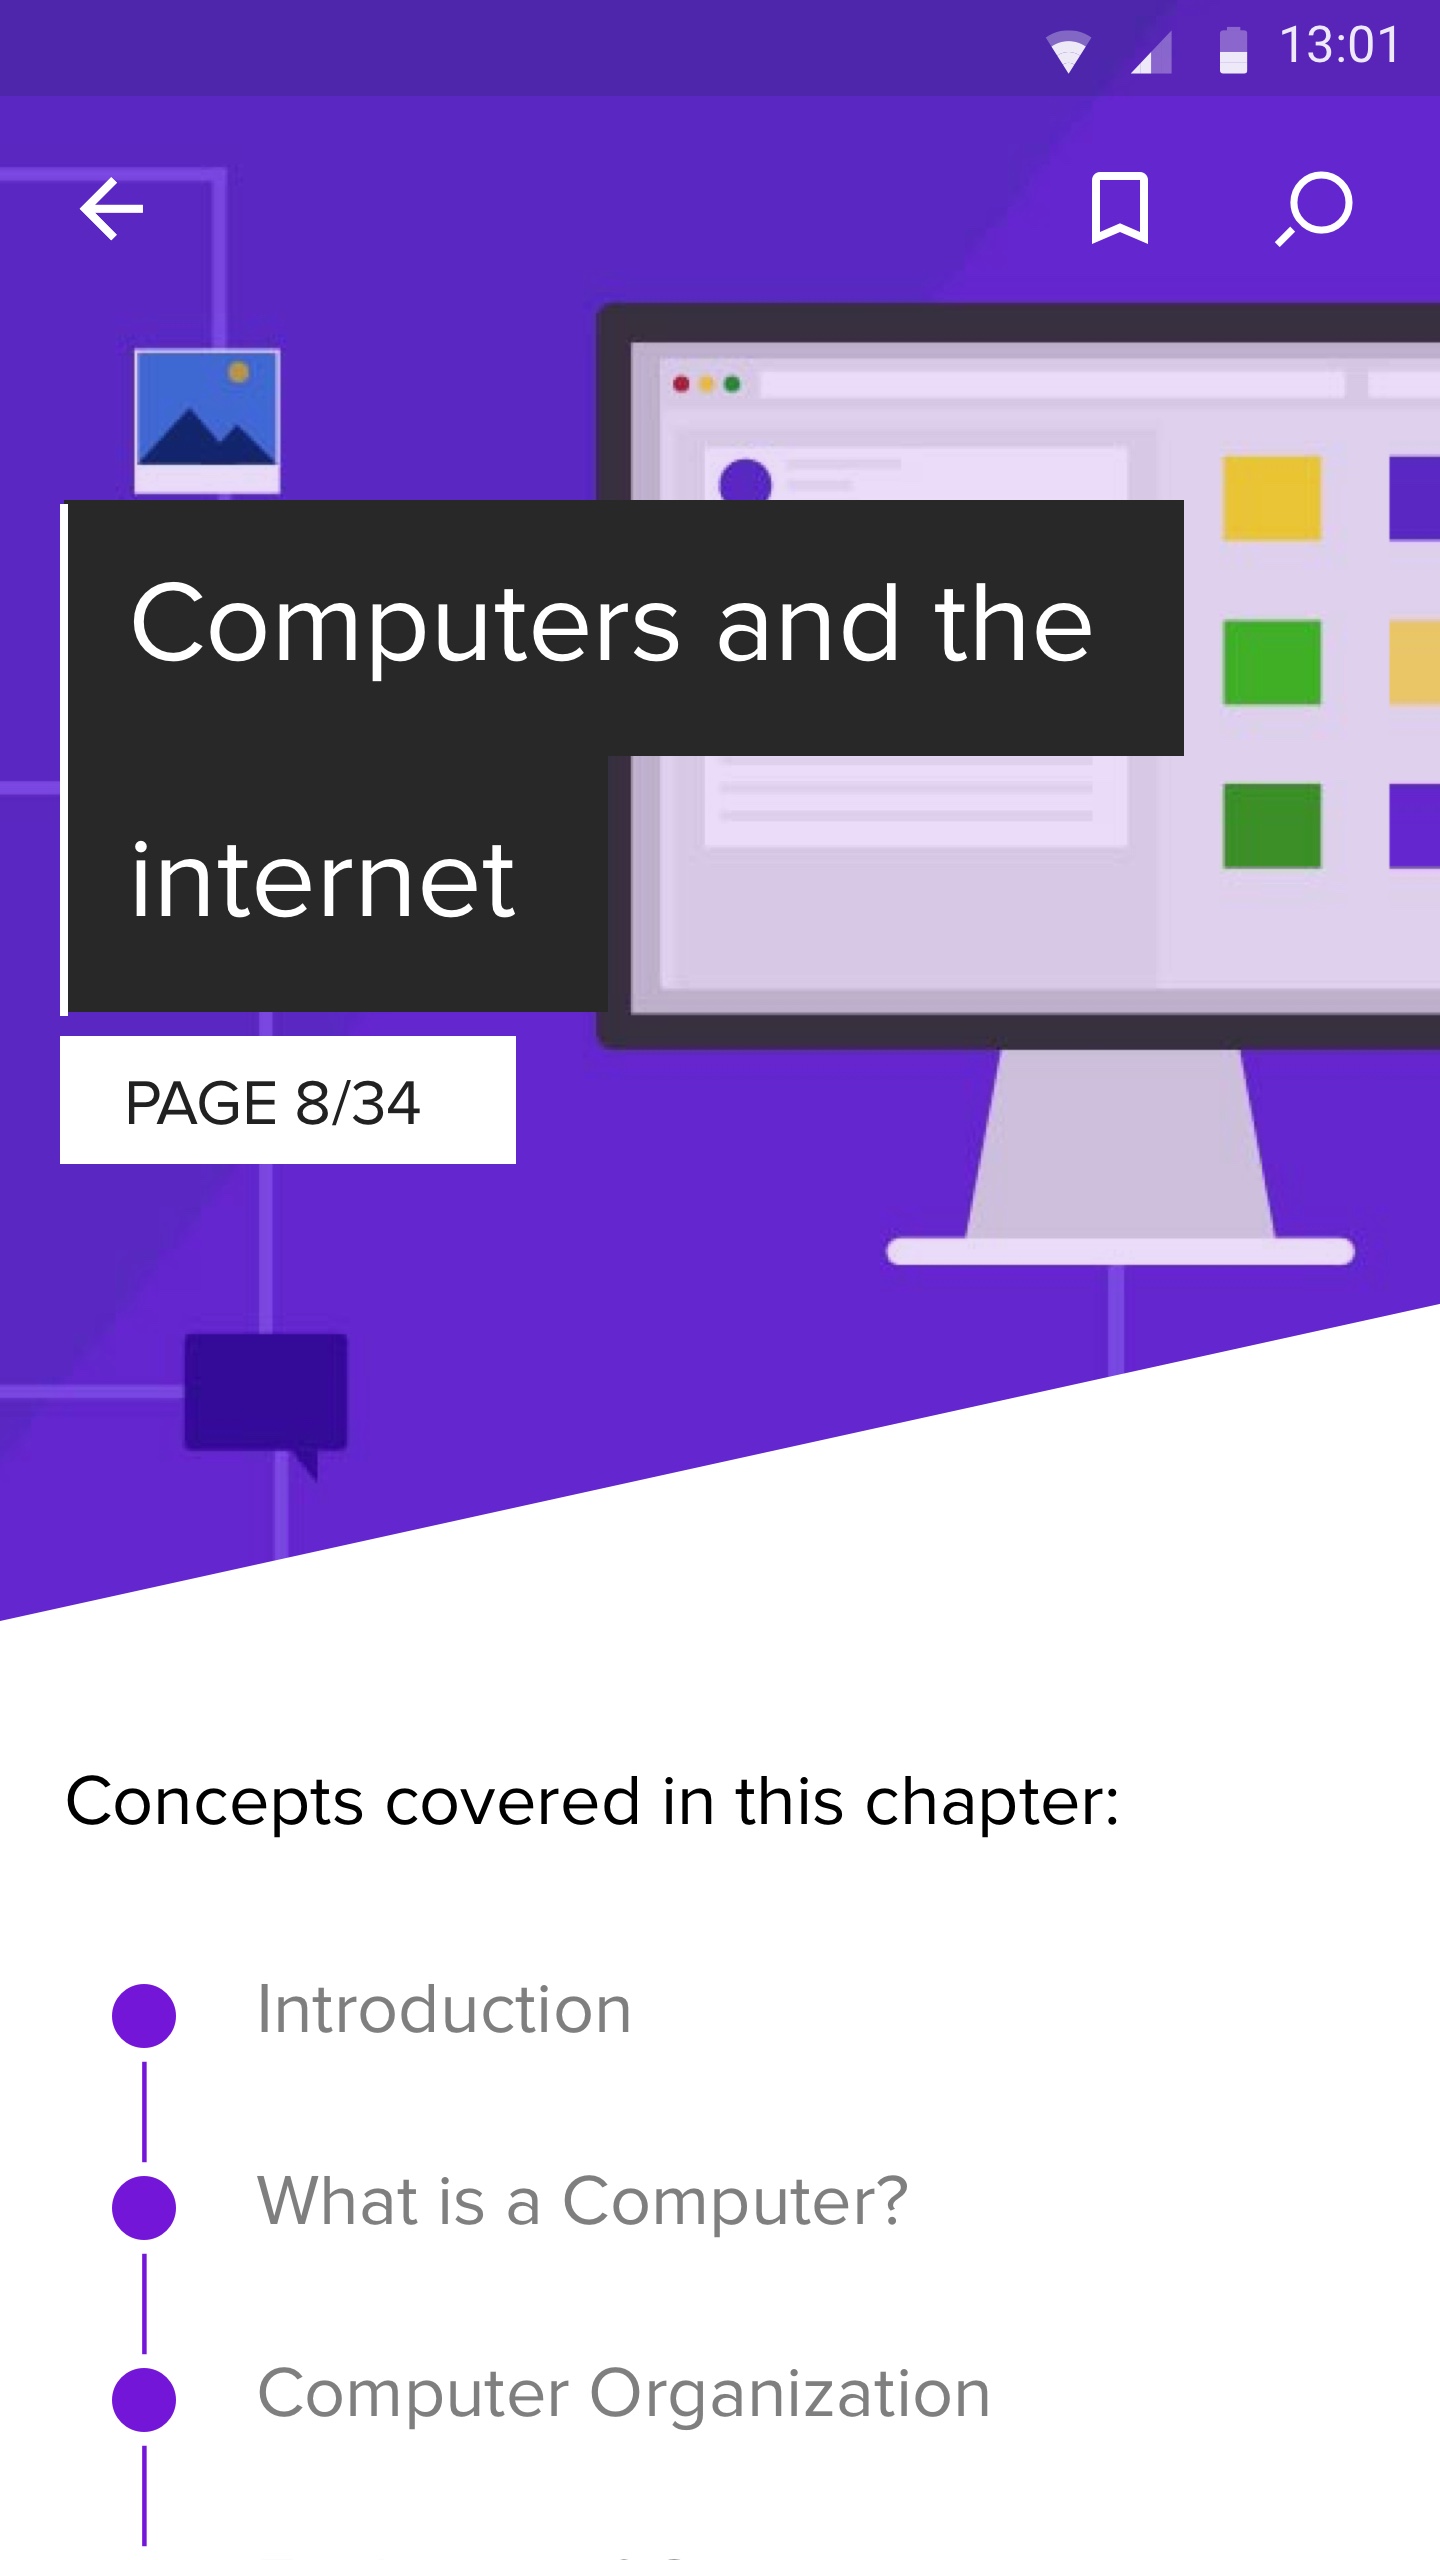 13:01
Computers and the
internet
PAGE 8/34
Concepts covered in this chapter:
Introduction
What is a Computer?
Computer Organization